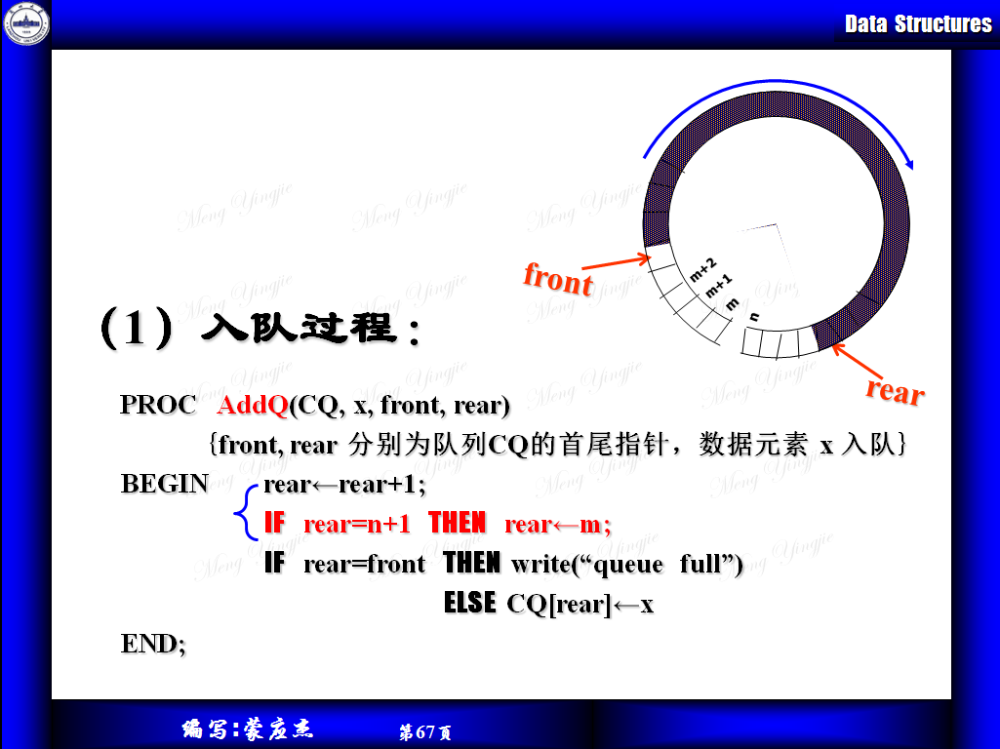 Data Structures
m+2
m+1
m
n
front
rear
（1）入队过程：
PROC AddQ(CQ, x, front, rear)
{front, rear 分别为队列CQ的首尾指针，数据元素 x 入队}
BEGIN rear←rear+1;
IF rear=n+1 THEN rear←m;
IF rear=front THEN write(“queue full”)
ELSE CQ[rear]←x
END;
Meng Yingjie
编写:蒙应杰
第67页